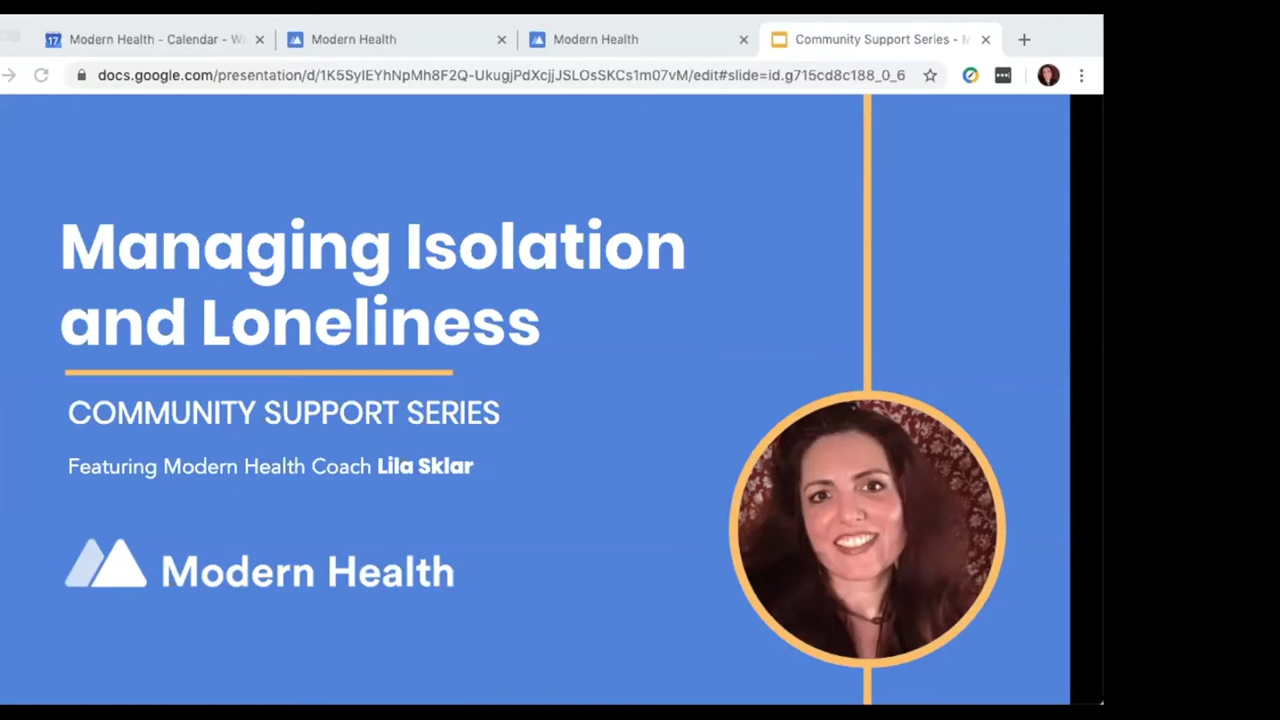 17 Modern Health - Calendar - W
Modern Health
Modern Health
Community Support Series - M
docs.google.com/presentation/d/1K5SyIEYhNpMh8F2Q-UkugjPdXcjjJSLOsSKCs1m07vM/edit#slide=id.g715cd8c188_0_6
Managing Isolation
and Loneliness
COMMUNITY SUPPORT SERIES
Featuring Modern Health Coach Lila Sklar
Modern Health